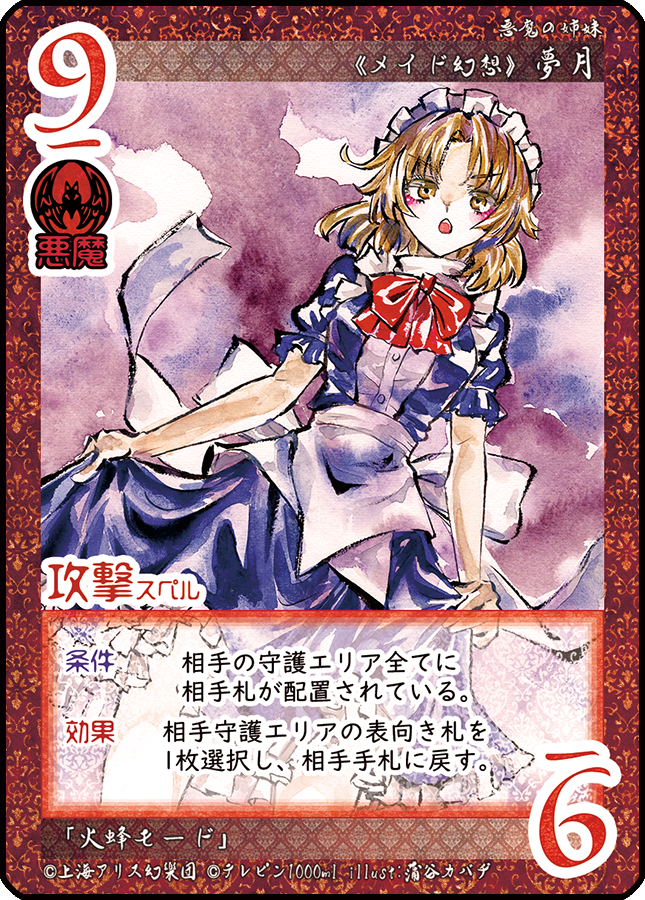 9
悪魔
悪魔の姉妹
《メイド幻想》 夢月
攻撃スペル
条件 相手の守護エリア全てに
相手札が配置されている。
効果 相手守護エリアの表向き札を
1枚選択し、相手手札に戻す。
9
「火蜂モード」
©上海アリス幻樂団 ©テレピン1000ml illust:蒲谷カバヂ